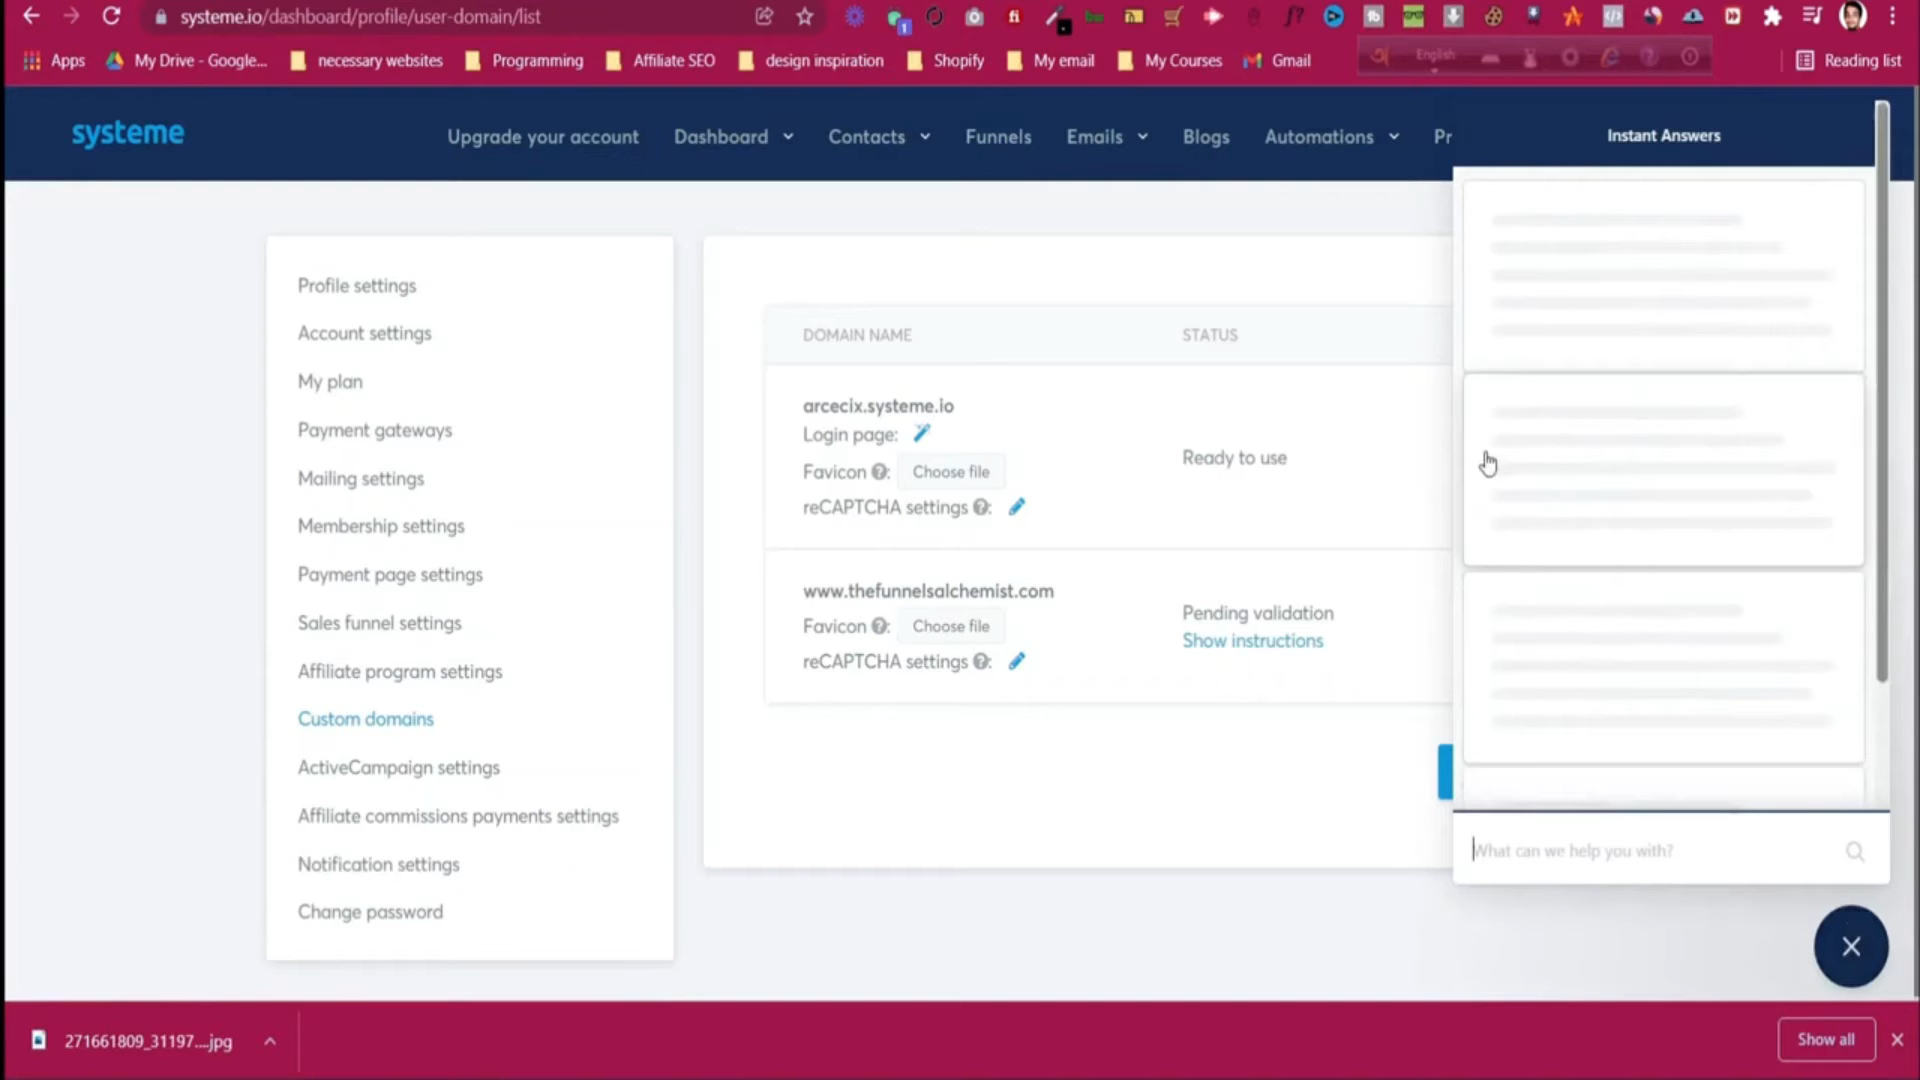 systeme.io/dashboard/profile/user-domain/list
Apps My Drive - Google... necessary websites Programming Affiliate SEO design inspiration Shopify My email My Courses Gmail English Reading list
systeme Upgrade your account Dashboard Contacts Funnels Emails Blogs Automations Pr Instant Answers
Profile settings
Account settings
My plan
Payment gateways
Mailing settings
Membership settings
Payment page settings
Sales funnel settings
Affiliate program settings
Custom domains
ActiveCampaign settings
Affiliate commissions payments settings
Notification settings
Change password
DOMAIN NAME STATUS
arcecix.systeme.io
Login page:
Favicon ?: Choose file
reCAPTCHA settings ?:
Ready to use
www.thefunnelsalchemist.com
Favicon ?: Choose file
reCAPTCHA settings ?:
Pending validation
Show instructions
What can we help you with?
271661809_31197....jpg
Show all